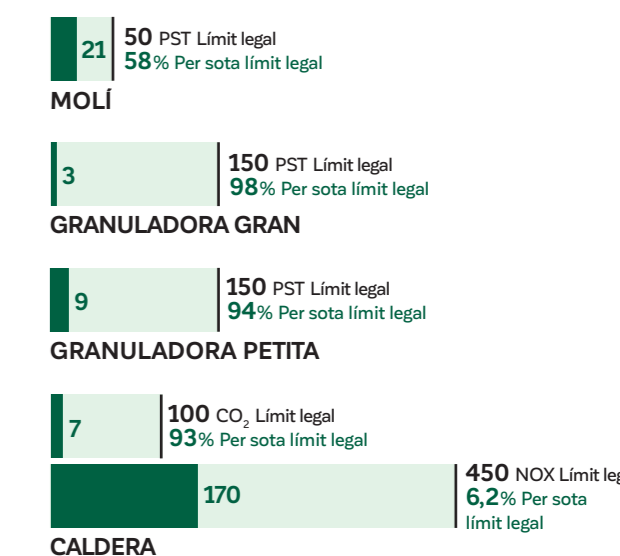 21
50 PST Límit legal
58% Per sota límit legal
MOLÍ
3
150 PST Límit legal
98% Per sota límit legal
GRANULADORA GRAN
9
150 PST Límit legal
94% Per sota límit legal
GRANULADORA PETITA
7
100 CO₂ Límit legal
93% Per sota límit legal
170
450 NOX Límit leg
6,2% Per sota
límit legal
CALDERA